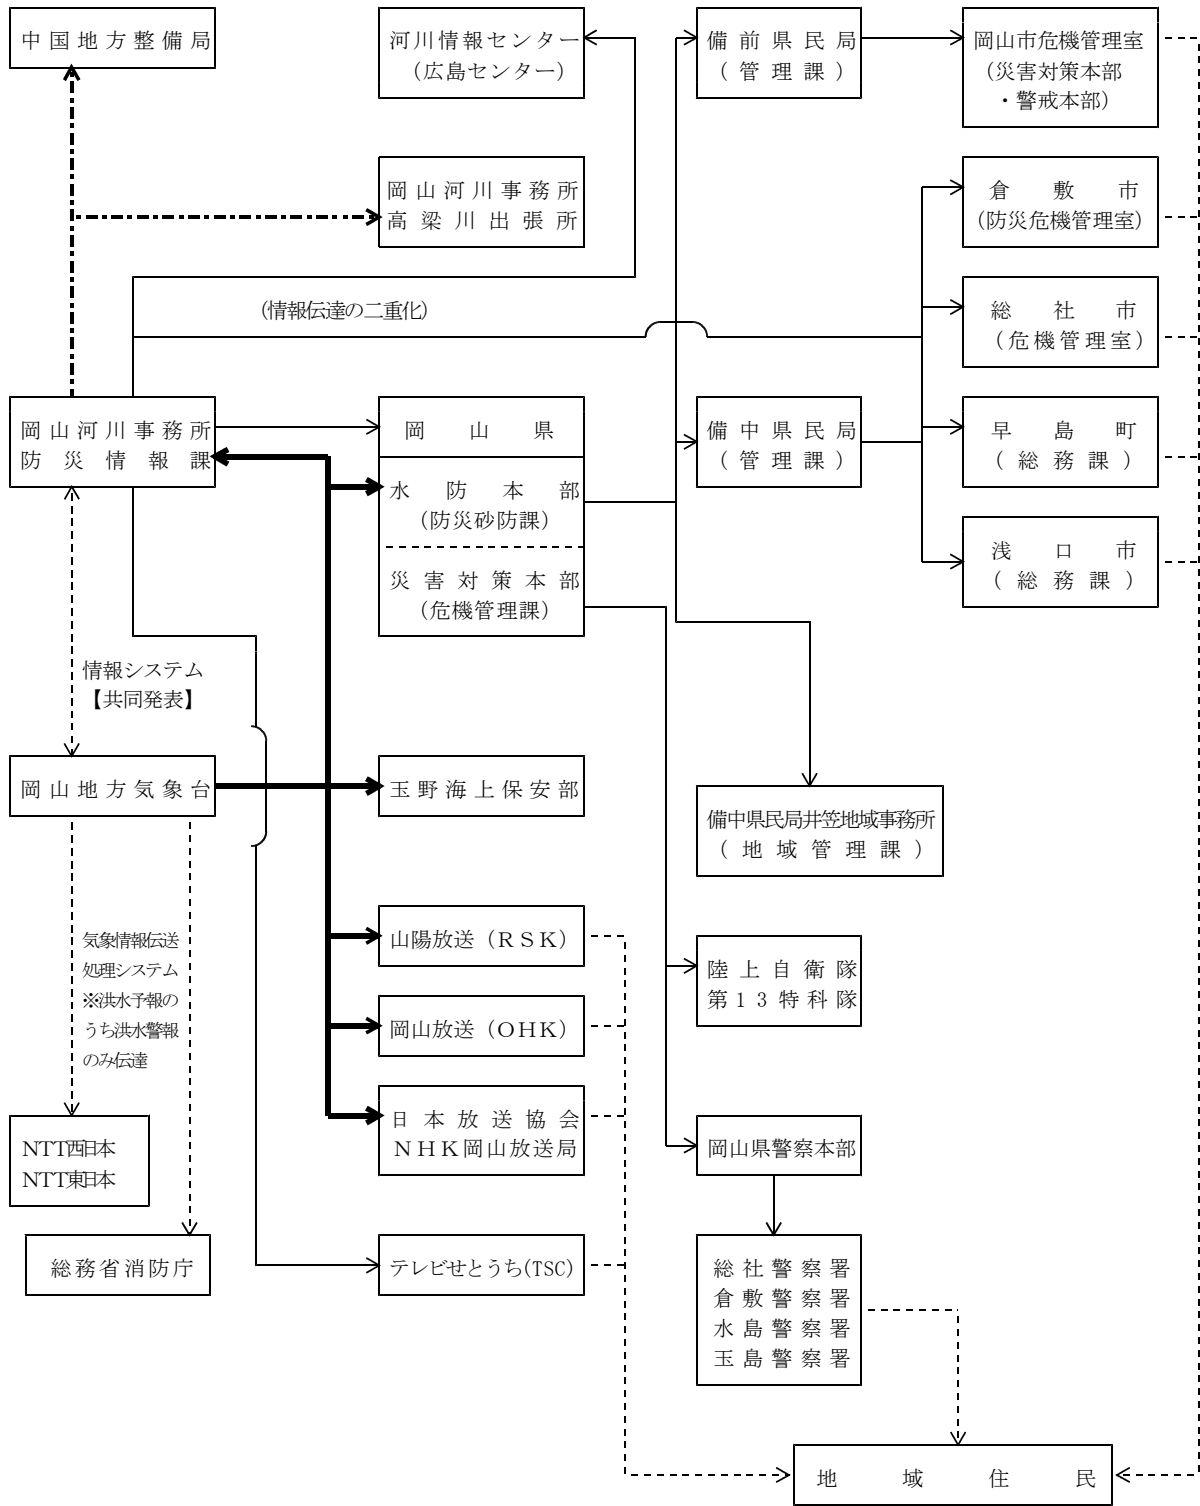 中国地方整備局
河川情報センター
（広島センター）
備前県民局
（管理課）
岡山市危機管理室
（災害対策本部
・警戒本部）
岡山河川事務所
高梁川出張所
倉敷市
（防災危機管理室）
（情報伝達の二重化）
総社市
（危機管理室）
岡山河川事務所
防災情報課
岡山県
水防本部
（防災砂防課）
災害対策本部
（危機管理課）
備中県民局
（管理課）
早島町
（総務課）
浅口市
（総務課）
情報システム
【共同発表】
岡山地方気象台
玉野海上保安部
備中県民局井笠地域事務所
（地域管理課）
気象情報伝送
処理システム
※洪水予報の
うち洪水警報
のみ伝達
山陽放送（ＲＳＫ）
岡山放送（OHK）
日本放送協会
ＮＨＫ岡山放送局
陸上自衛隊
第１３特科隊
NTT西日本
NTT東日本
岡山県警察本部
総務省消防庁
テレビせとうち(TSC)
総社警察署
倉敷警察署
水島警察署
玉島警察署
地域住民